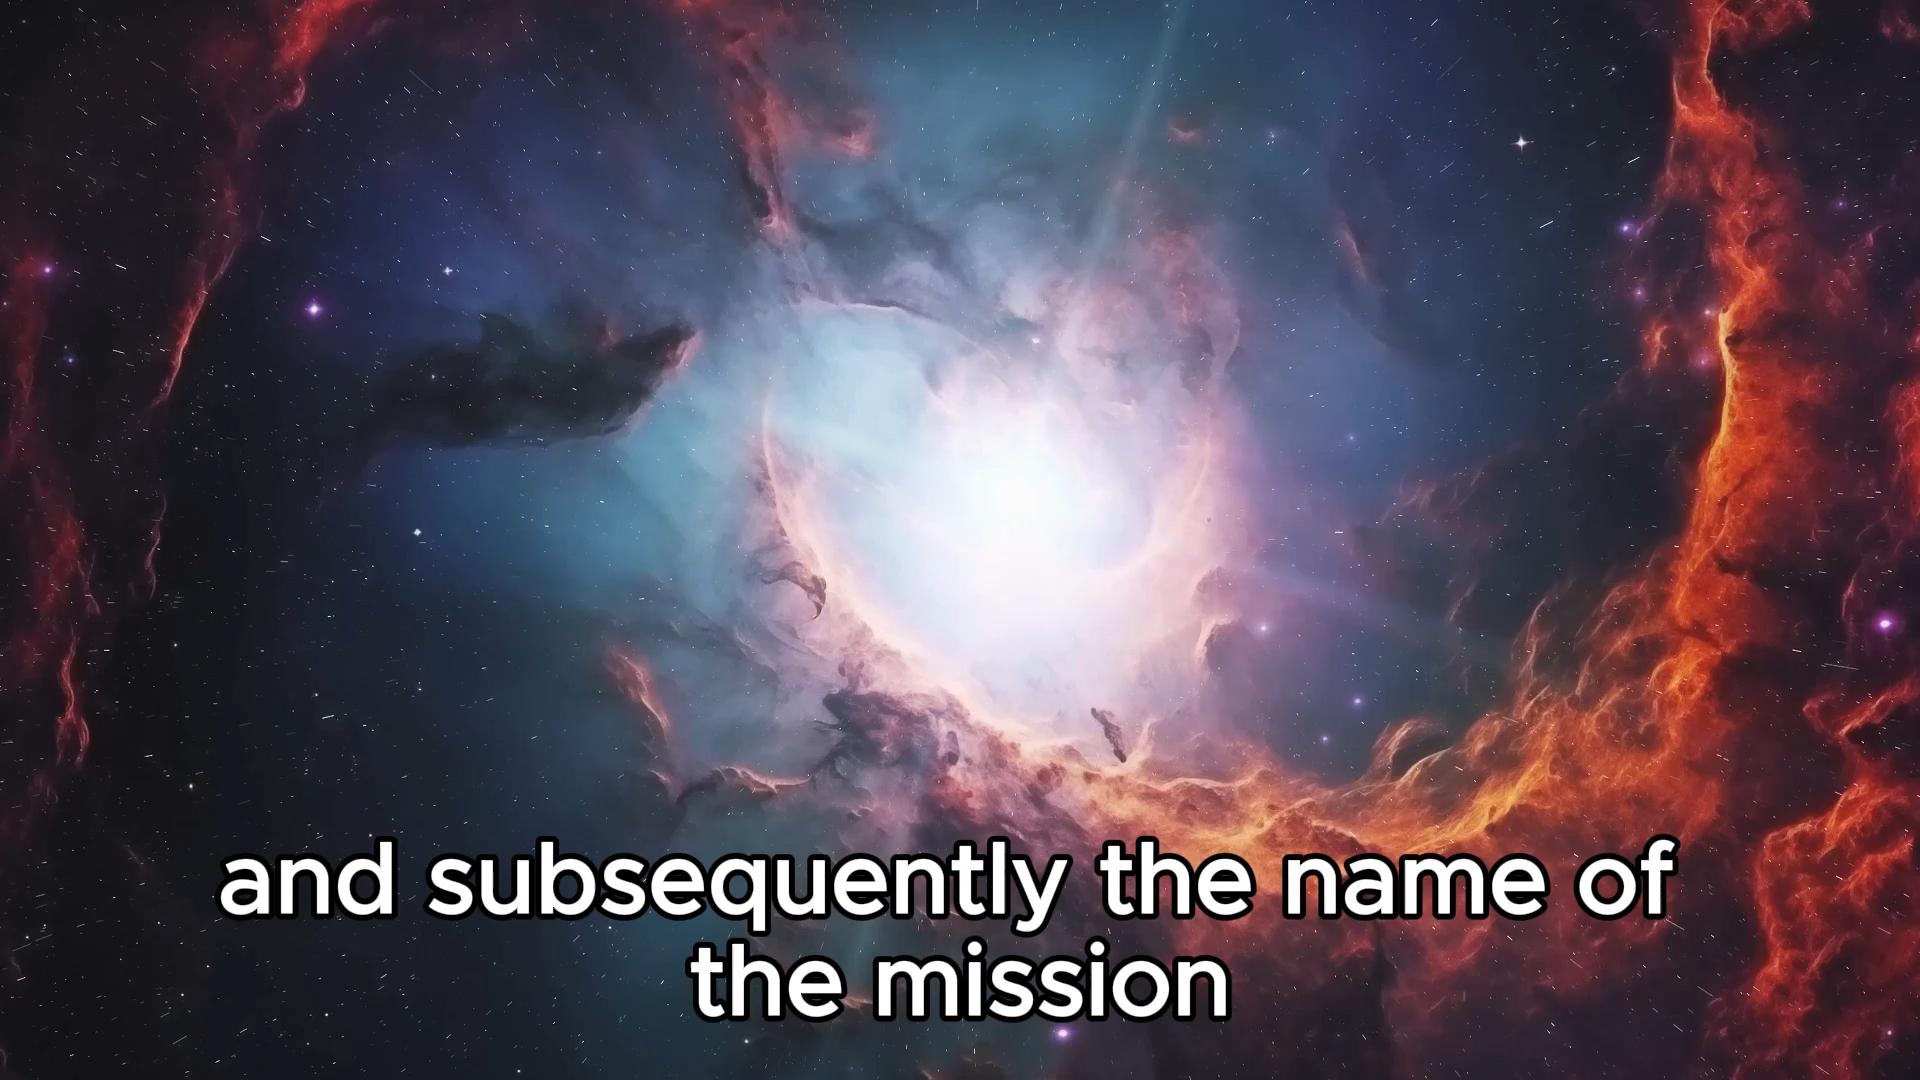 and subsequently the name of
the mission